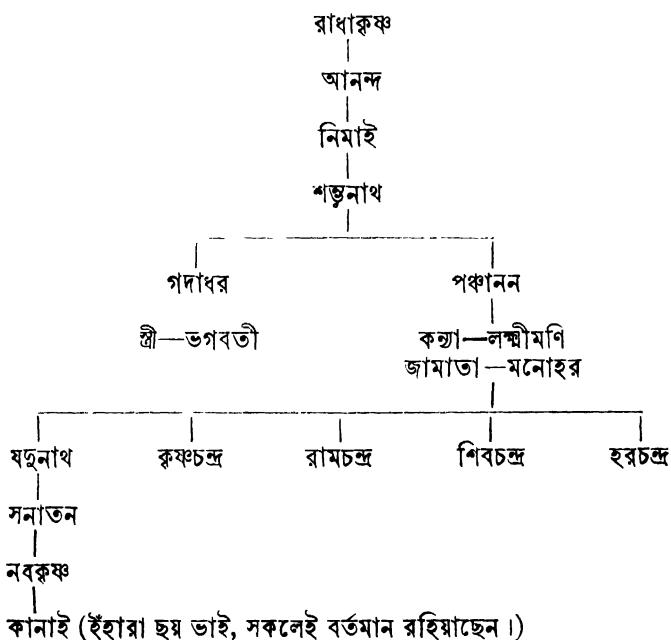 রাধাকৃষ্ণ
আনন্দ
নিমাই
শম্ভুনাথ
গদাধর পঞ্চানন
স্ত্রী—ভগবতী কন্যা—লক্ষ্মীমণি
জামাতা—মনোহর
যদুনাথ কৃষ্ণচন্দ্র রামচন্দ্র শিবচন্দ্র হরচন্দ্র
সনাতন
নবকৃষ্ণ
কানাই (ইঁহারা ছয় ভাই, সকলেই বর্তমান রহিয়াছেন।)